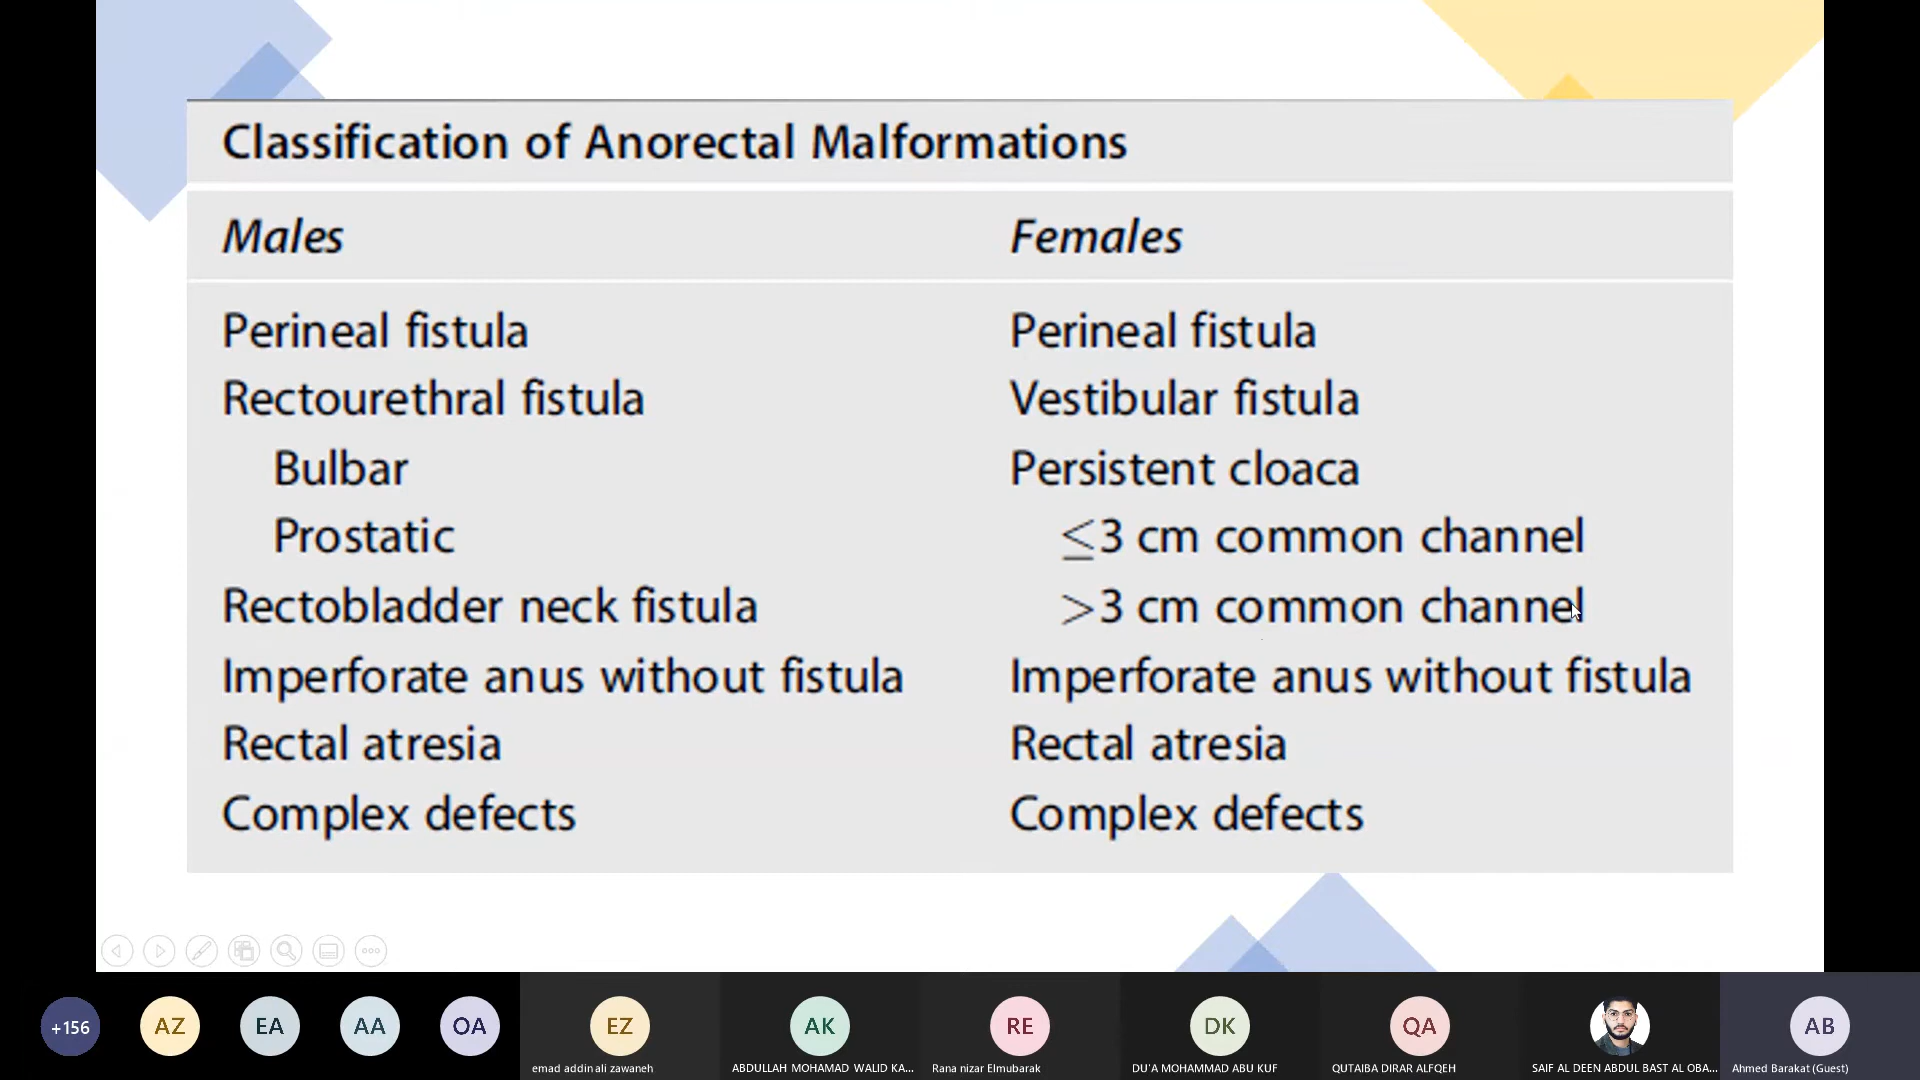 Classification of Anorectal Malformations
Males Females
Perineal fistula Perineal fistula
Rectourethral fistula Vestibular fistula
Bulbar Persistent cloaca
Prostatic ≤3 cm common channel
Rectobladder neck fistula >3 cm common channel
Imperforate anus without fistula Imperforate anus without fistula
Rectal atresia Rectal atresia
Complex defects Complex defects
+156 AZ EA AA OA EZ AK RE DK QA AB
emad addin ali zawaneh ABDULLAH MOHAMAD WALID KA... Rana nizar Elmubarak DU'A MOHAMMAD ABU KUF QUTAIBA DIRAR ALFQEH SAIF AL DEEN ABDUL BAST AL OBA... Ahmed Barakat (Guest)